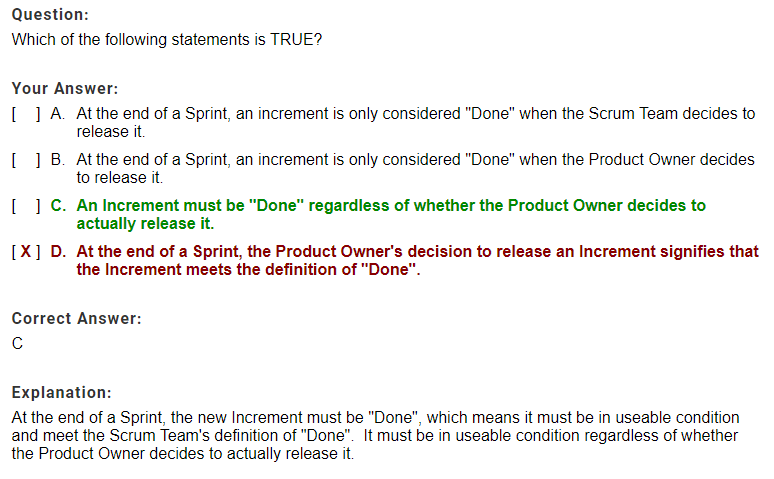 Question:
Which of the following statements is TRUE?
Your Answer:
[ ] A. At the end of a Sprint, an increment is only considered "Done" when the Scrum Team decides to
release it.
[ ] B. At the end of a Sprint, an increment is only considered "Done" when the Product Owner decides
to release it.
[ ] C. An Increment must be "Done" regardless of whether the Product Owner decides to
actually release it.
[X] D. At the end of a Sprint, the Product Owner's decision to release an Increment signifies that
the Increment meets the definition of "Done".
Correct Answer:
C
Explanation:
At the end of a Sprint, the new Increment must be "Done", which means it must be in useable condition
and meet the Scrum Team's definition of "Done".  It must be in useable condition regardless of whether
the Product Owner decides to actually release it.